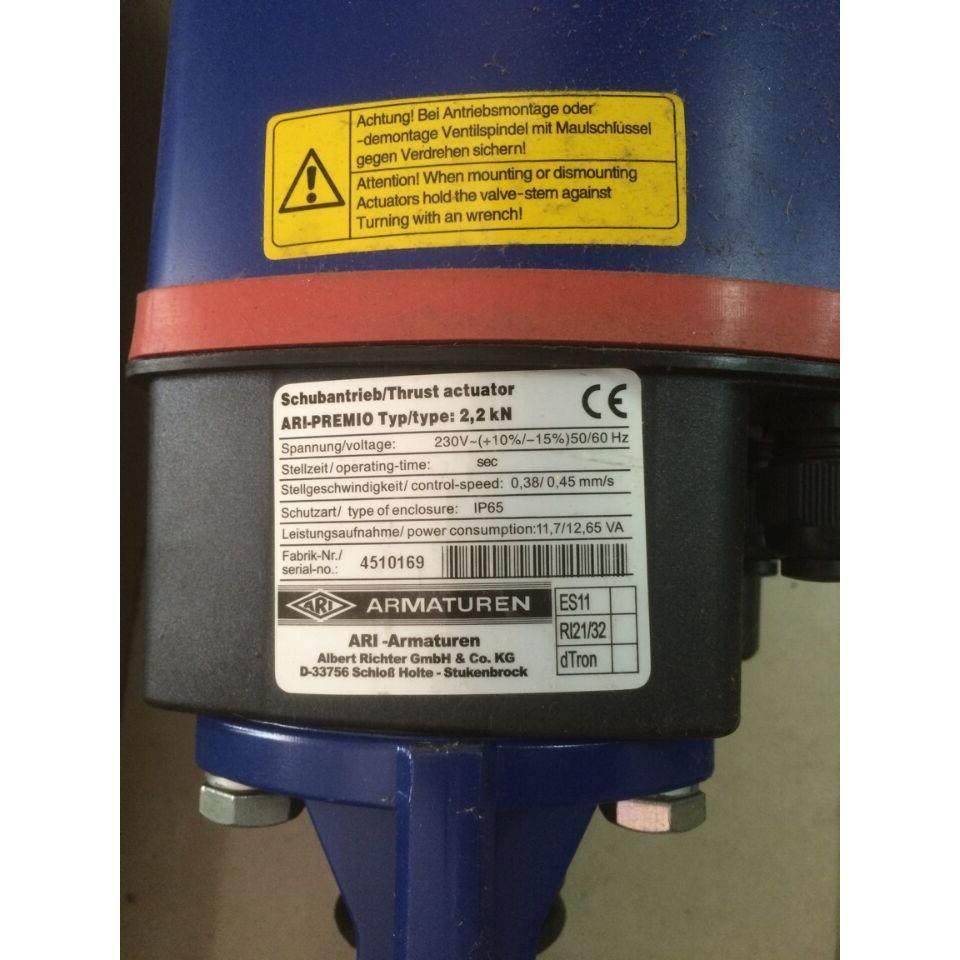 Achtung! Bei Antriebsmontage oder
-demontage Ventilspindel mit Maulschlüssel
gegen Verdrehen sichern!
Attention! When mounting or dismounting
Actuators hold the valve-stem against
Turning with an wrench!
Schubantrieb/Thrust actuator
CE
ARI-PREMIO Typ/type: 2,2 kN
Spannung/voltage: 230V~(+10%/-15%)50/60 Hz
Stellzeit/operating-time: sec
Stellgeschwindigkeit/ control-speed: 0,38/ 0,45 mm/s
Schutzart/ type of enclosure: IP65
Leistungsaufnahme/ power consumption:11,7/12,65 VA
Fabrik-Nr./
serial-no.: 4510169
ARI ARMATUREN
ES11
RI21/32
dTron
ARI -Armaturen
Albert Richter GmbH & Co. KG
D-33756 Schloß Holte - Stukenbrock